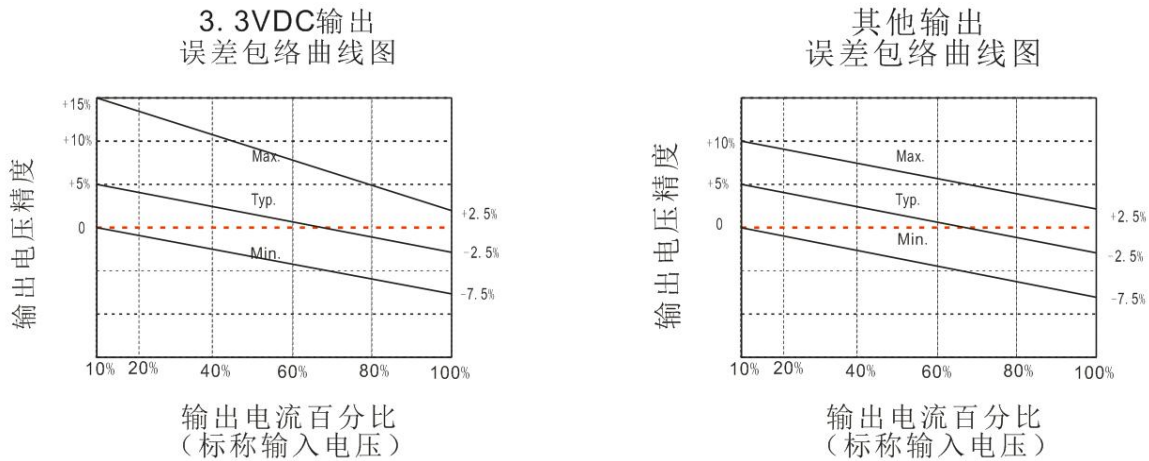 3. 3VDC输出
误差包络曲线图
+15%
+10%
+5%
0
Max.
Typ.
Min.
+2.5%
-2.5%
-7.5%
输出电压精度
10% 20% 40% 60% 80% 100%
输出电流百分比
(标称输入电压)
其他输出
误差包络曲线图
+10%
+5%
0
Max.
Typ.
Min.
+2.5%
-2.5%
-7.5%
输出电压精度
10% 20% 40% 60% 80% 100%
输出电流百分比
(标称输入电压)